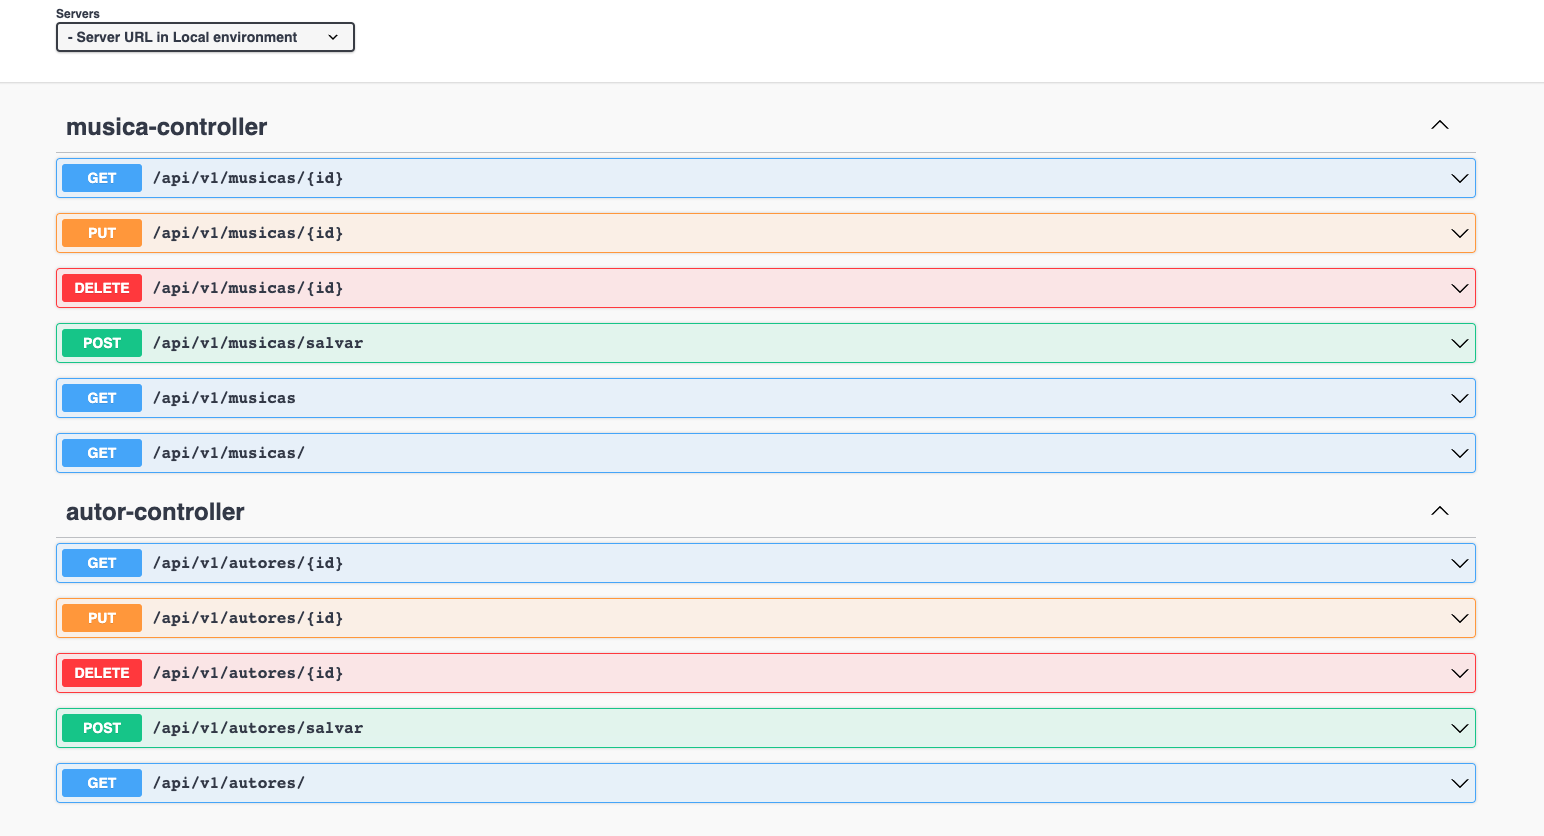 Servers
- Server URL in Local environment
musica-controller
GET /api/v1/musicas/{id}
PUT /api/v1/musicas/{id}
DELETE /api/v1/musicas/{id}
POST /api/v1/musicas/salvar
GET /api/v1/musicas
GET /api/v1/musicas/
autor-controller
GET /api/v1/autores/{id}
PUT /api/v1/autores/{id}
DELETE /api/v1/autores/{id}
POST /api/v1/autores/salvar
GET /api/v1/autores/